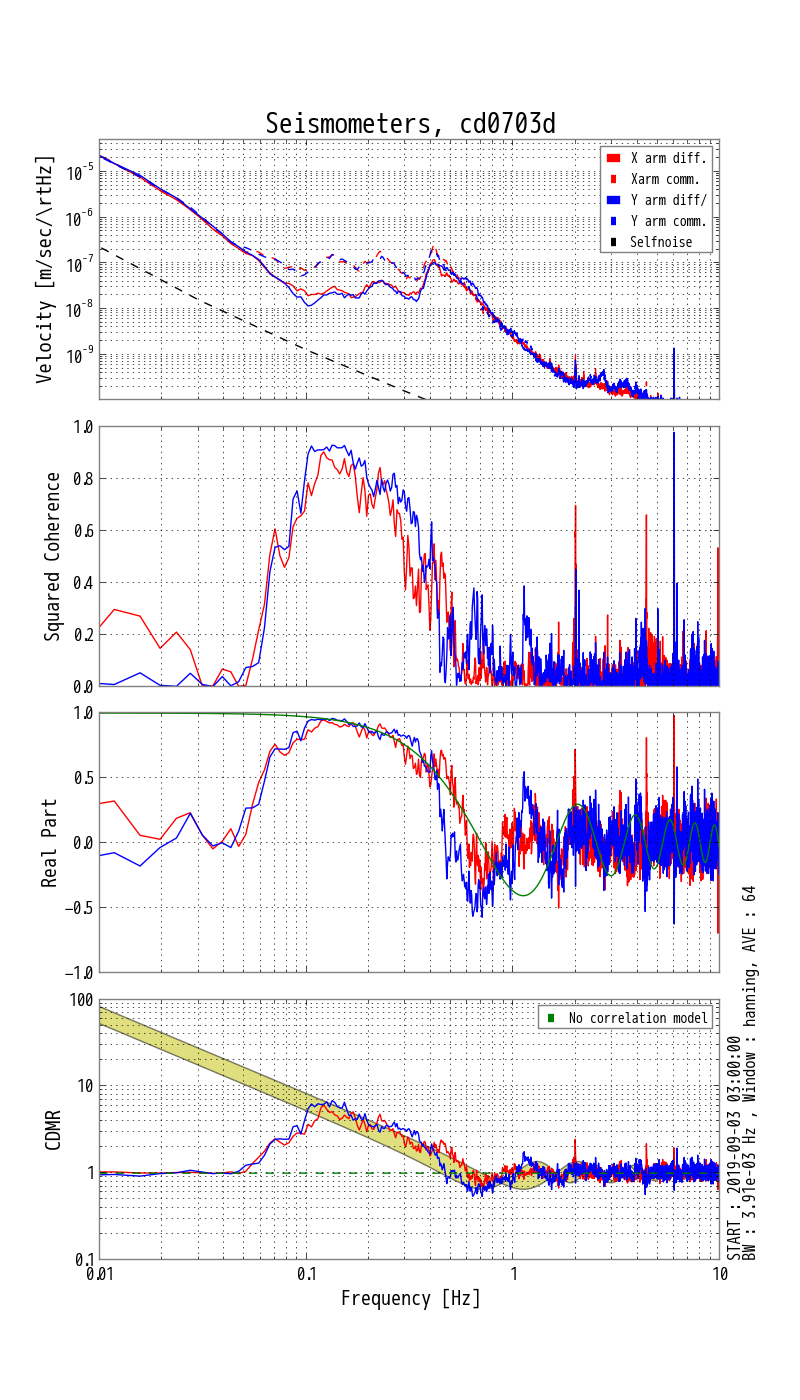 Seismometers, cd0703d
Velocity [m/sec/\rtHz]
10^-5
10^-6
10^-7
10^-8
10^-9
X arm diff.
Xarm comm.
Y arm diff/
Y arm comm.
Selfnoise
Squared Coherence
1.0
0.8
0.6
0.4
0.2
0.0
Real Part
1.0
0.5
0.0
−0.5
−1.0
CDMR
100
10
1
0.1
No correlation model
0.01
0.1
1
10
Frequency [Hz]
START : 2019-09-03 03:00:00
BW : 3.91e-03 Hz , Window : hanning, AVE : 64